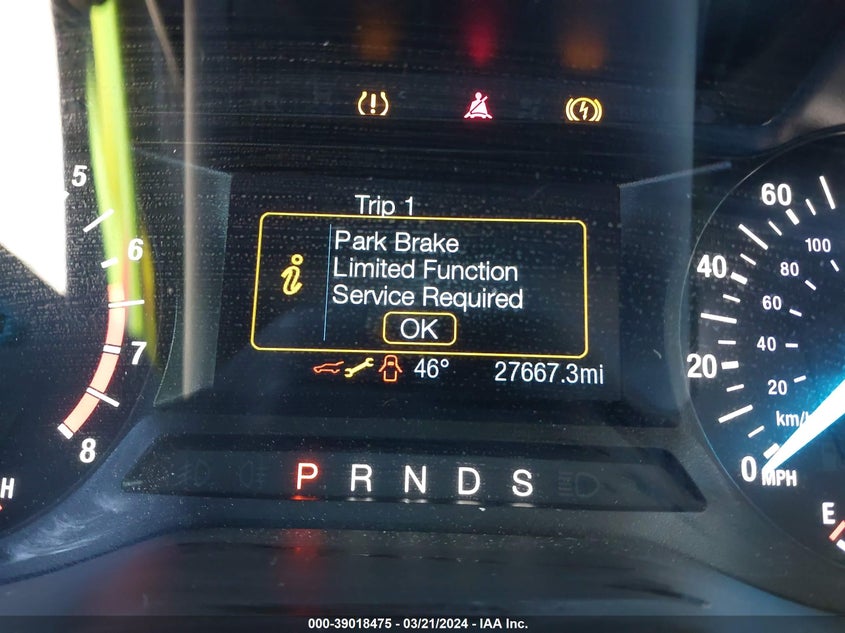 Trip 1
Park Brake
Limited Function
Service Required
OK
46° 27667.3mi
P R N D S
5
6
7
8
H
60
40
20
0
MPH
100
80
60
40
20
km/
E
000-39018475 - 03/21/2024 - IAA Inc.